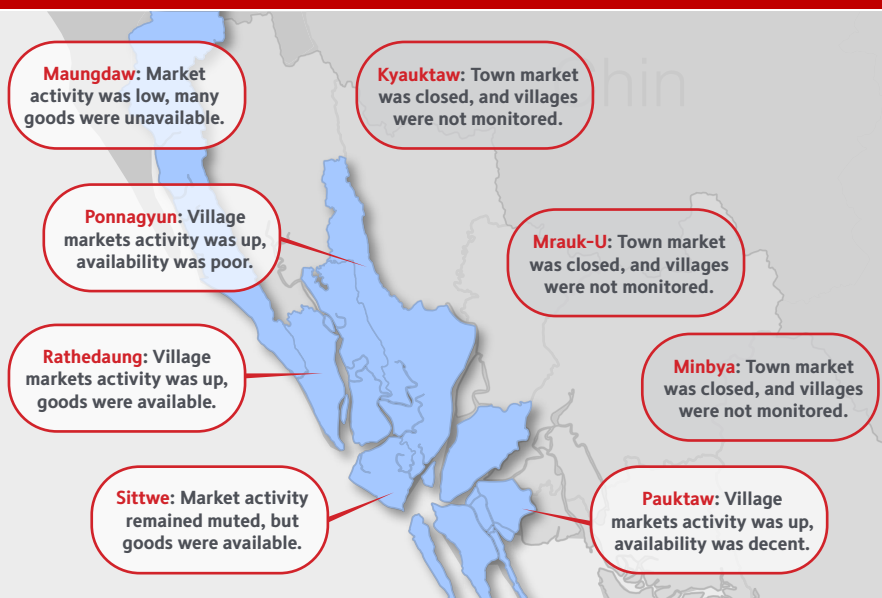 Maungdaw: Market
activity was low, many
goods were unavailable.
Kyauktaw: Town market
was closed, and villages
were not monitored.
hin
Ponnagyun: Village
markets activity was up,
availability was poor.
Mrauk-U: Town market
was closed, and villages
were not monitored.
Rathedaung: Village
markets activity was up,
goods were available.
Minbya: Town market
was closed, and villages
were not monitored.
Sittwe: Market activity
remained muted, but
goods were available.
Pauktaw: Village
markets activity was up,
availability was decent.